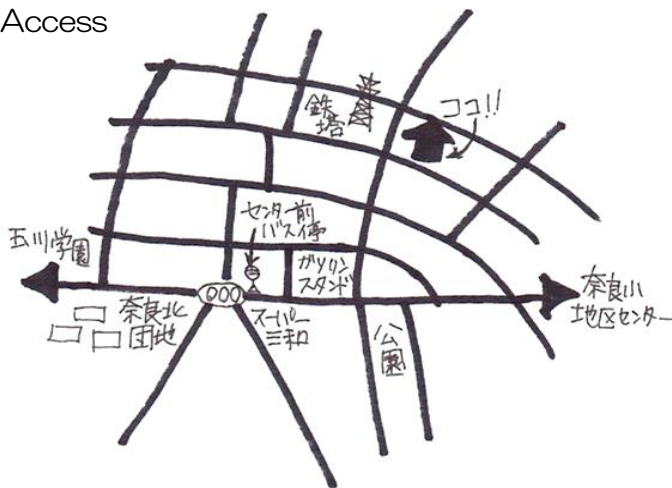 Access
鉄
塔
ココ!!
センター前
バス停
玉川学園
ガソリン
スタンド
奈良小
地区センター
奈良北
団地
スーパー
三和
公
園